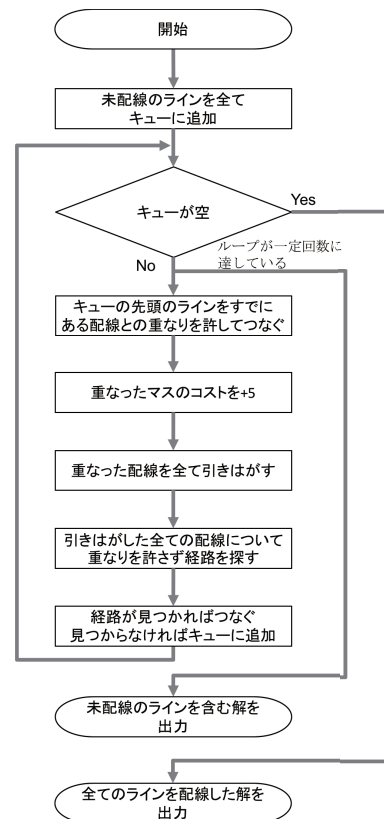 開始
未配線のラインを全て
キューに追加
キューが空
Yes
ループが一定回数に
達している
No
キューの先頭のラインをすでに
ある配線との重なりを許してつなぐ
重なったマスのコストを+5
重なった配線を全て引きはがす
引きはがした全ての配線について
重なりを許さず経路を探す
経路が見つかればつなぐ
見つからなければキューに追加
未配線のラインを含む解を
出力
全てのラインを配線した解を
出力